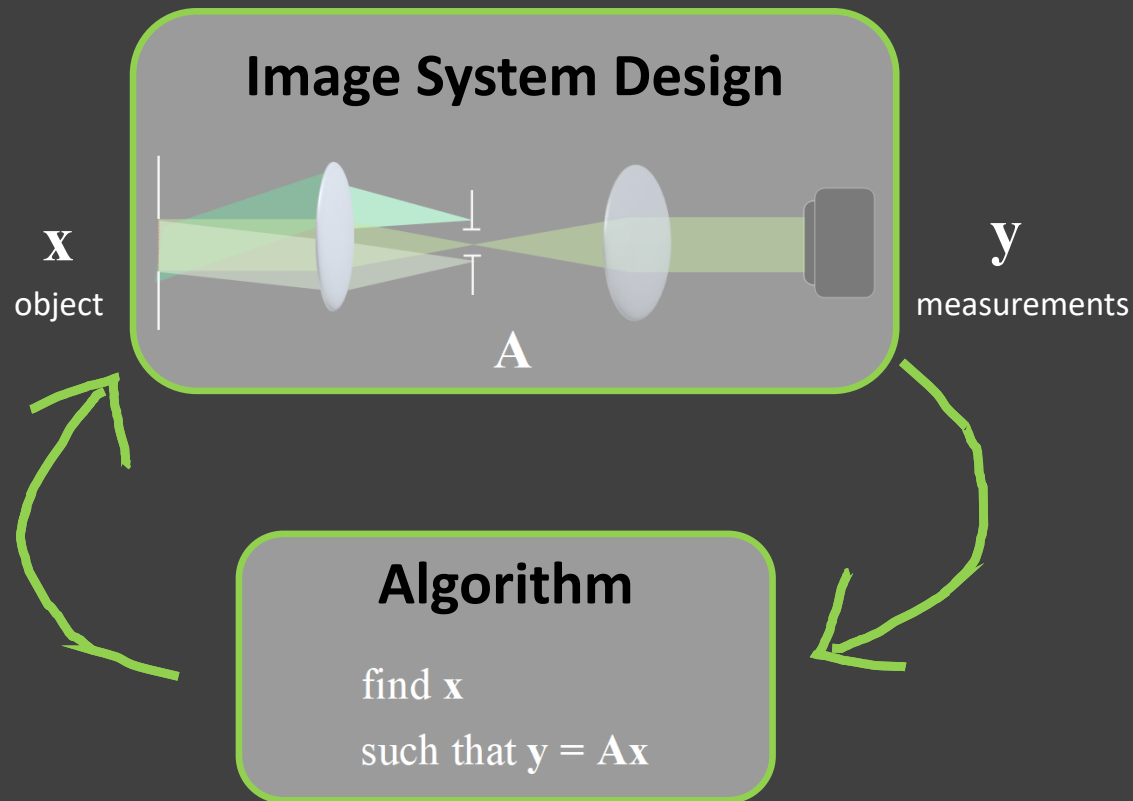 Image System Design
x
object
A
y
measurements
Algorithm
find x
such that y = Ax